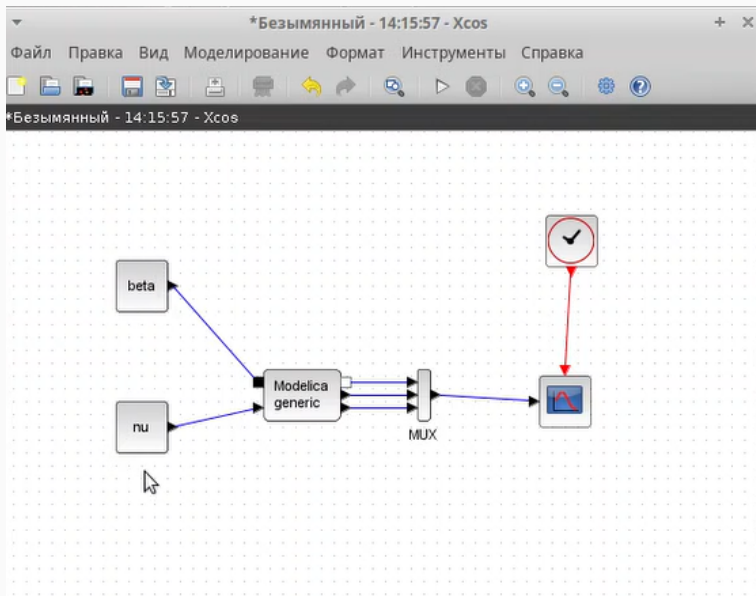 *Безымянный - 14:15:57 - Xcos
Файл Правка Вид Моделирование Формат Инструменты Справка
*Безымянный - 14:15:57 - Xcos
beta
Modelica
generic
nu
MUX